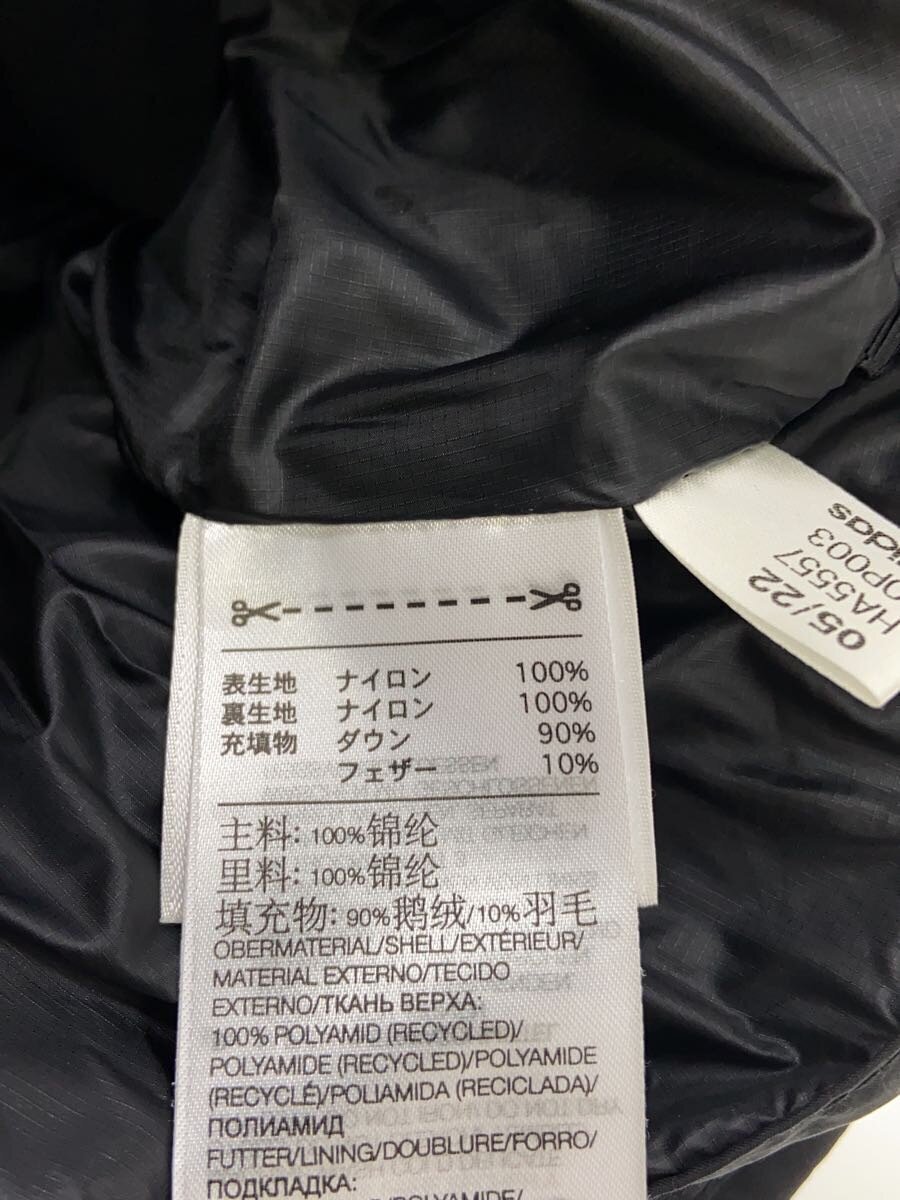 05/22
HA5557
0P003
表生地 ナイロン 100%
裏生地 ナイロン 100%
充填物 ダウン 90%
フェザー 10%
主料: 100%锦纶
里料: 100%锦纶
填充物: 90%鹅绒/10%羽毛
OBERMATERIAL/SHELL/EXTÉRIEUR/
MATERIAL EXTERNO/TECIDO
EXTERNO/ТКАНЬ ВЕРХА:
100% POLYAMID (RECYCLED)/
POLYAMIDE (RECYCLED)/POLYAMIDE
(RECYCLÉ)/POLIAMIDA (RECICLADA)/
ПОЛИАМИД
FUTTER/LINING/DOUBLURE/FORRO/
ПОДКЛАДКА: